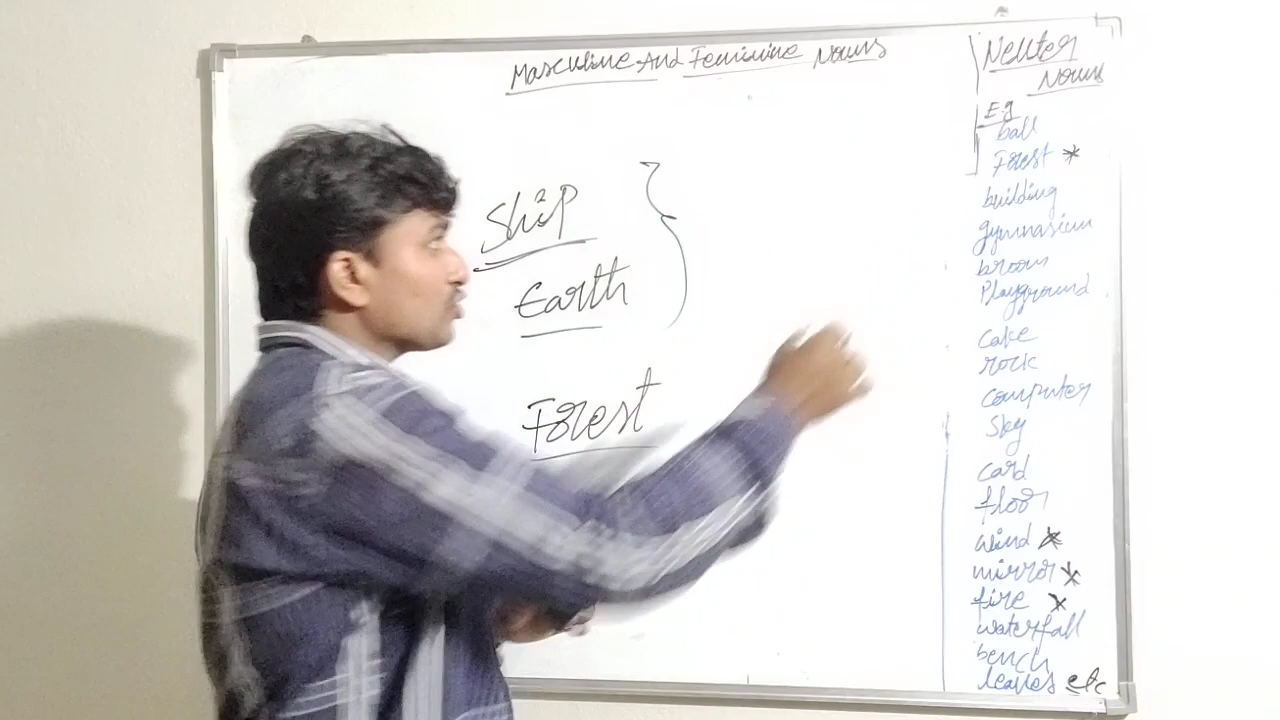 Masculine And Feminine Nouns
Ship
Earth
Forest
Neuter
Nouns
E.g
ball
Forest *
building
gymnasium
broom
Playground
cake
rock
computer
sky
card
floor
wind *
mirror *
fire *
waterfall
bench
leaves etc